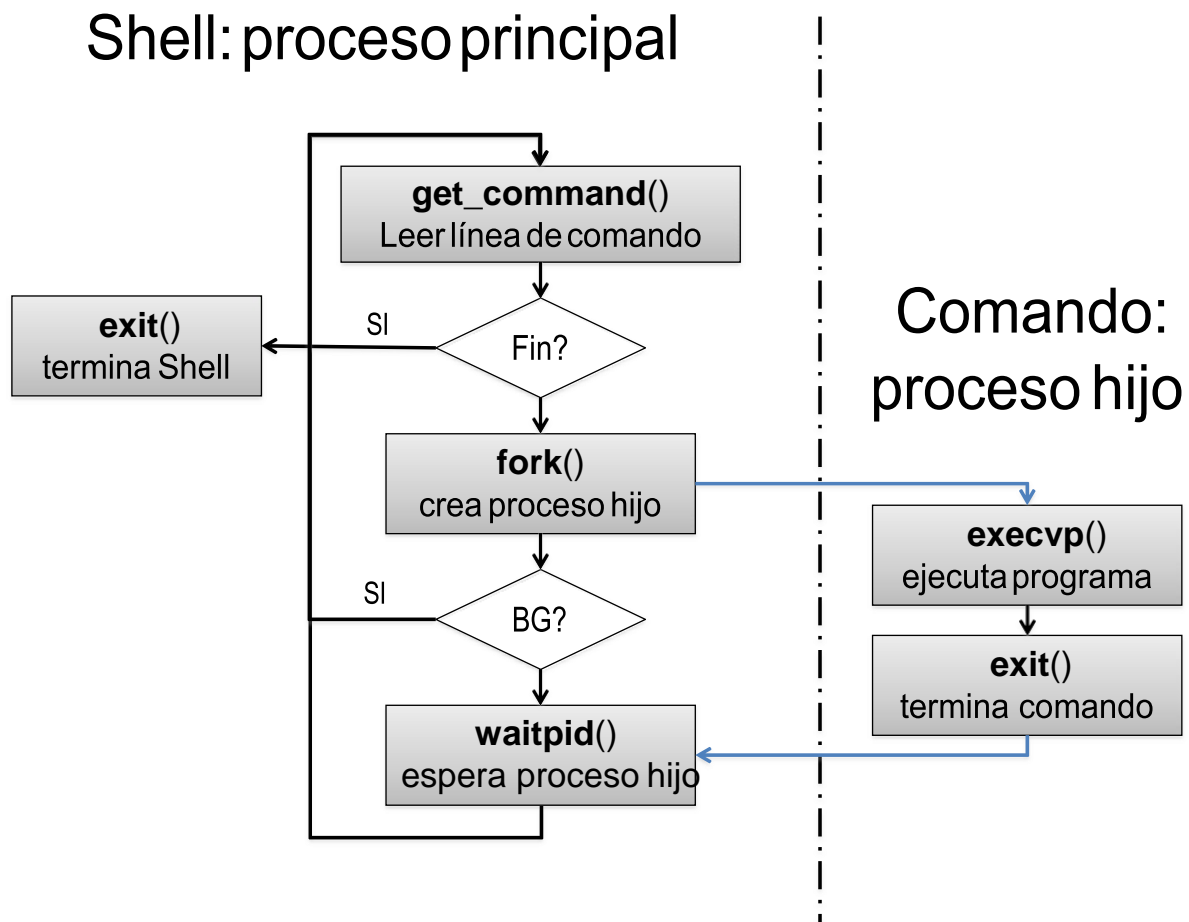 Shell: proceso principal
get_command()
Leer línea de comando
SI
Fin?
exit()
termina Shell
fork()
crea proceso hijo
SI
BG?
waitpid()
espera proceso hijo
Comando:
proceso hijo
execvp()
ejecuta programa
exit()
termina comando